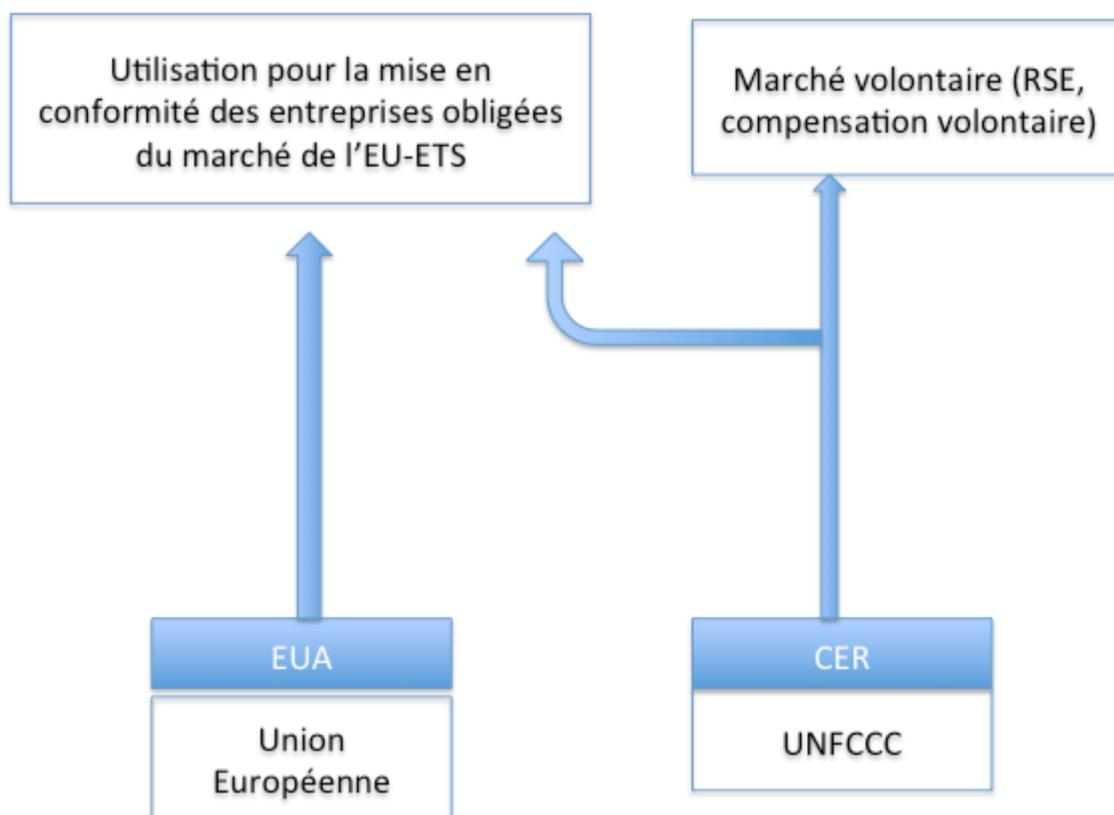 Utilisation pour la mise en
conformité des entreprises obligées
du marché de l'EU-ETS
Marché volontaire (RSE,
compensation volontaire)
EUA
Union
Européenne
CER
UNFCCC